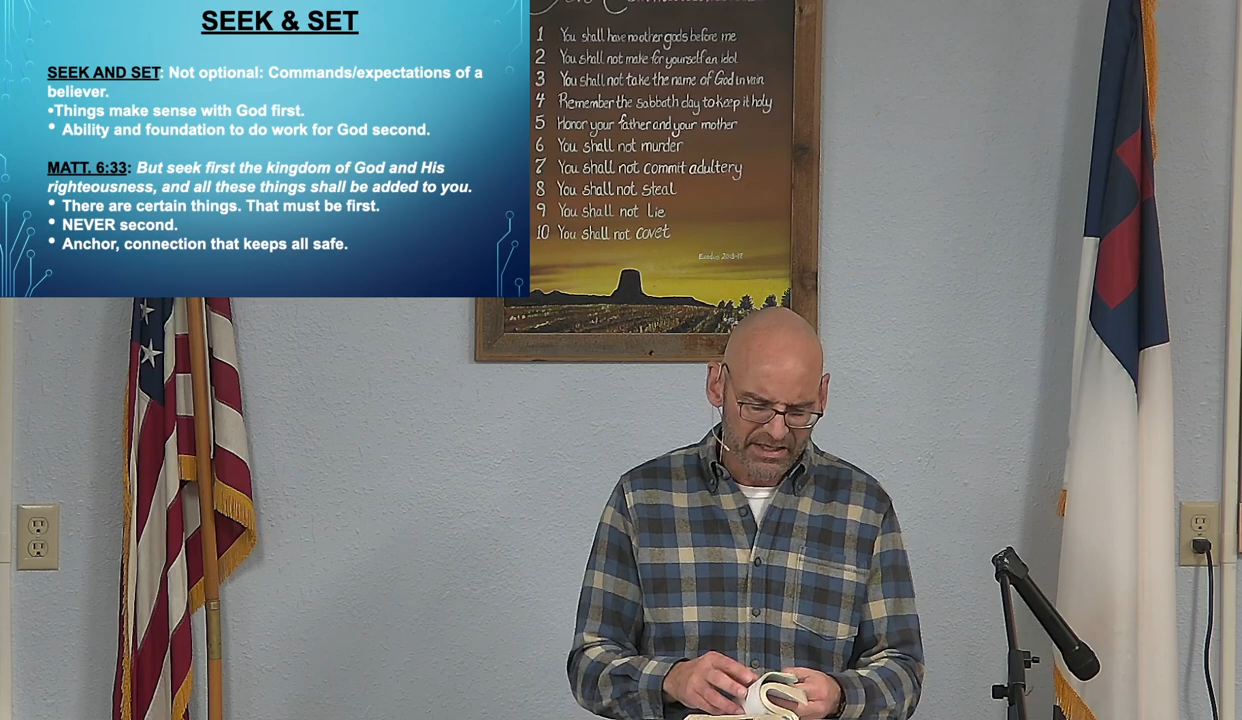 SEEK & SET
SEEK AND SET: Not optional: Commands/expectations of a
believer.
•Things make sense with God first.
• Ability and foundation to do work for God second.
MATT. 6:33: But seek first the kingdom of God and His
righteousness, and all these things shall be added to you.
• There are certain things. That must be first.
• NEVER second.
• Anchor, connection that keeps all safe.
1 You shall have no other gods before me
2 You shall not make for yourself an idol
3 You shall not take the name of God in vain
4 Remember the sabbath day to keep it holy
5 Honor your father and your mother
6 You shall not murder
7 You shall not commit adultery
8 You shall not steal
9 You shall not Lie
10 You shall not covet